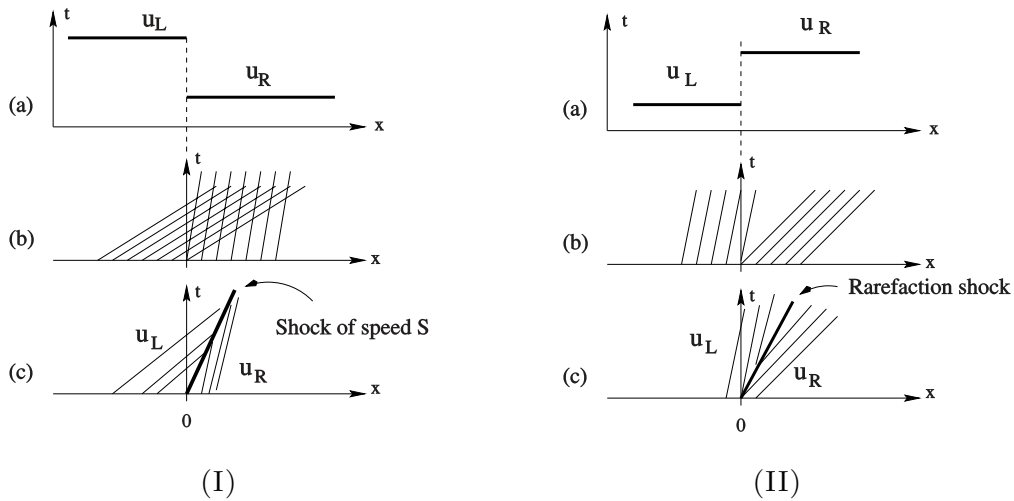 t
u_L
u_R
(a)
x
t
(b)
x
t
Shock of speed S
u_L
u_R
(c)
x
0
(I)
t
u_R
u_L
(a)
x
t
(b)
x
t
Rarefaction shock
u_L
u_R
(c)
x
0
(II)